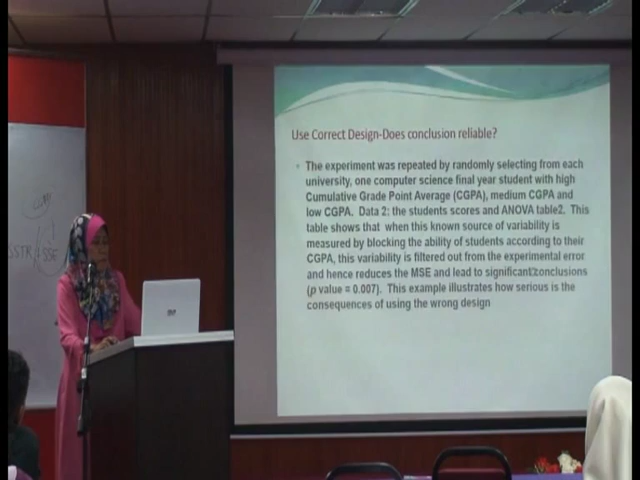 Use Correct Design-Does conclusion reliable?
The experiment was repeated by randomly selecting from each
university, one computer science final year student with high
Cumulative Grade Point Average (CGPA), medium CGPA and
low CGPA. Data 2: the students scores and ANOVA table2. This
table shows that when this known source of variability is
measured by blocking the ability of students according to their
CGPA, this variability is filtered out from the experimental error
and hence reduces the MSE and lead to significant conclusions
(p value = 0.007). This example illustrates how serious is the
consequences of using the wrong design
SSTR
SSE